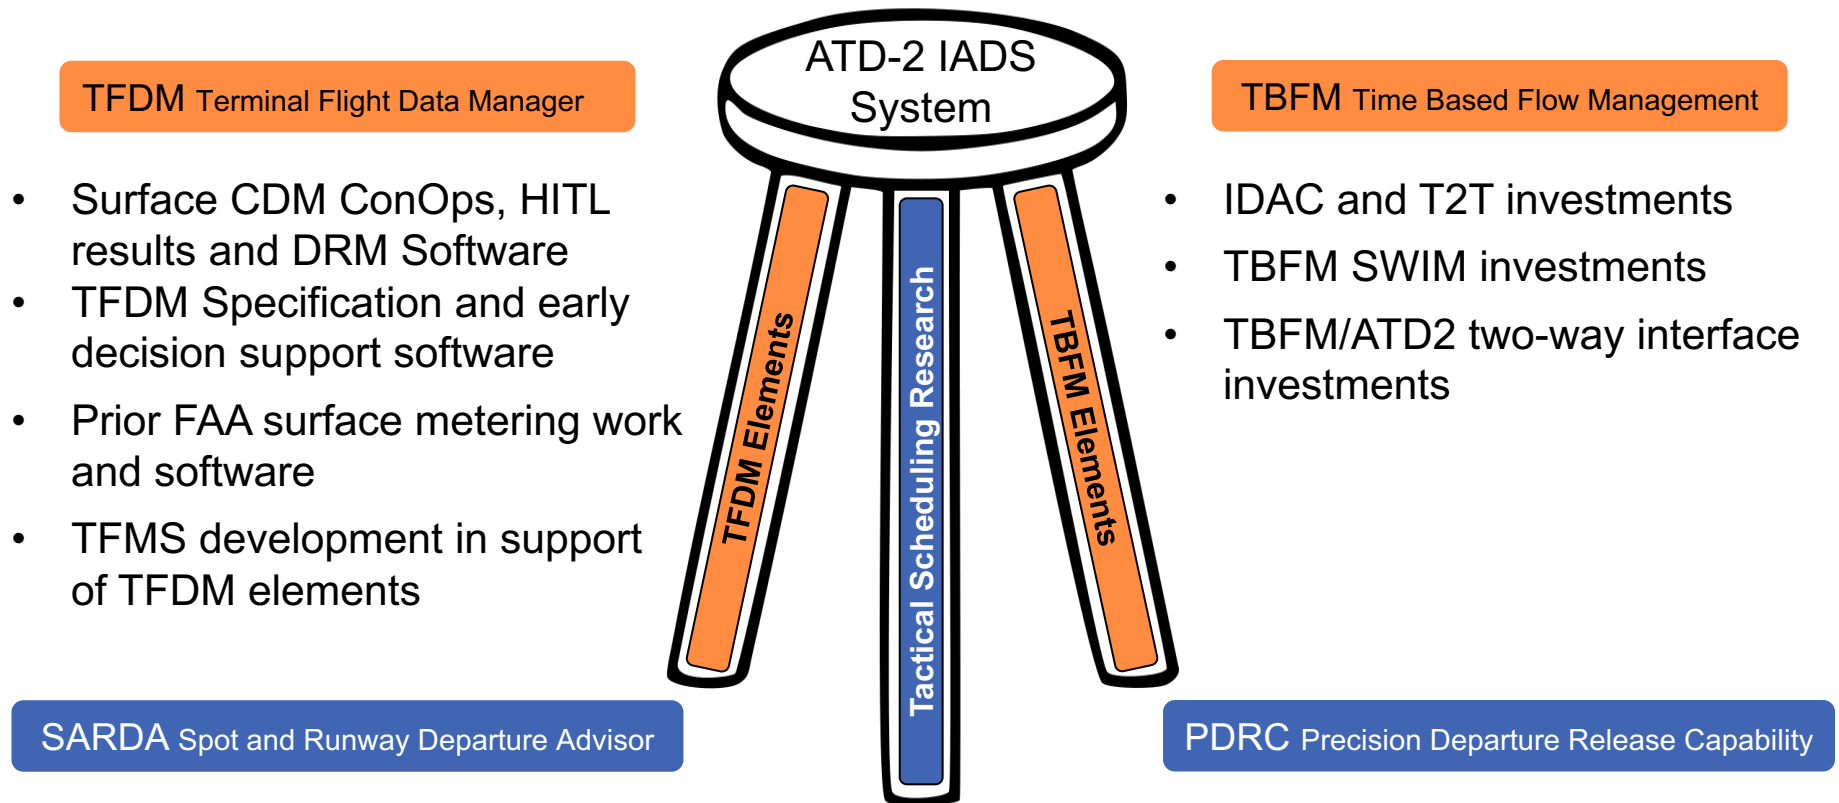 ATD-2 IADS
System
TFDM Terminal Flight Data Manager
• Surface CDM ConOps, HITL
results and DRM Software
• TFDM Specification and early
decision support software
• Prior FAA surface metering work
and software
• TFMS development in support
of TFDM elements
SARDA Spot and Runway Departure Advisor
TFDM Elements
Tactical Scheduling Research
TBFM Elements
TBFM Time Based Flow Management
• IDAC and T2T investments
• TBFM SWIM investments
• TBFM/ATD2 two-way interface
investments
PDRC Precision Departure Release Capability